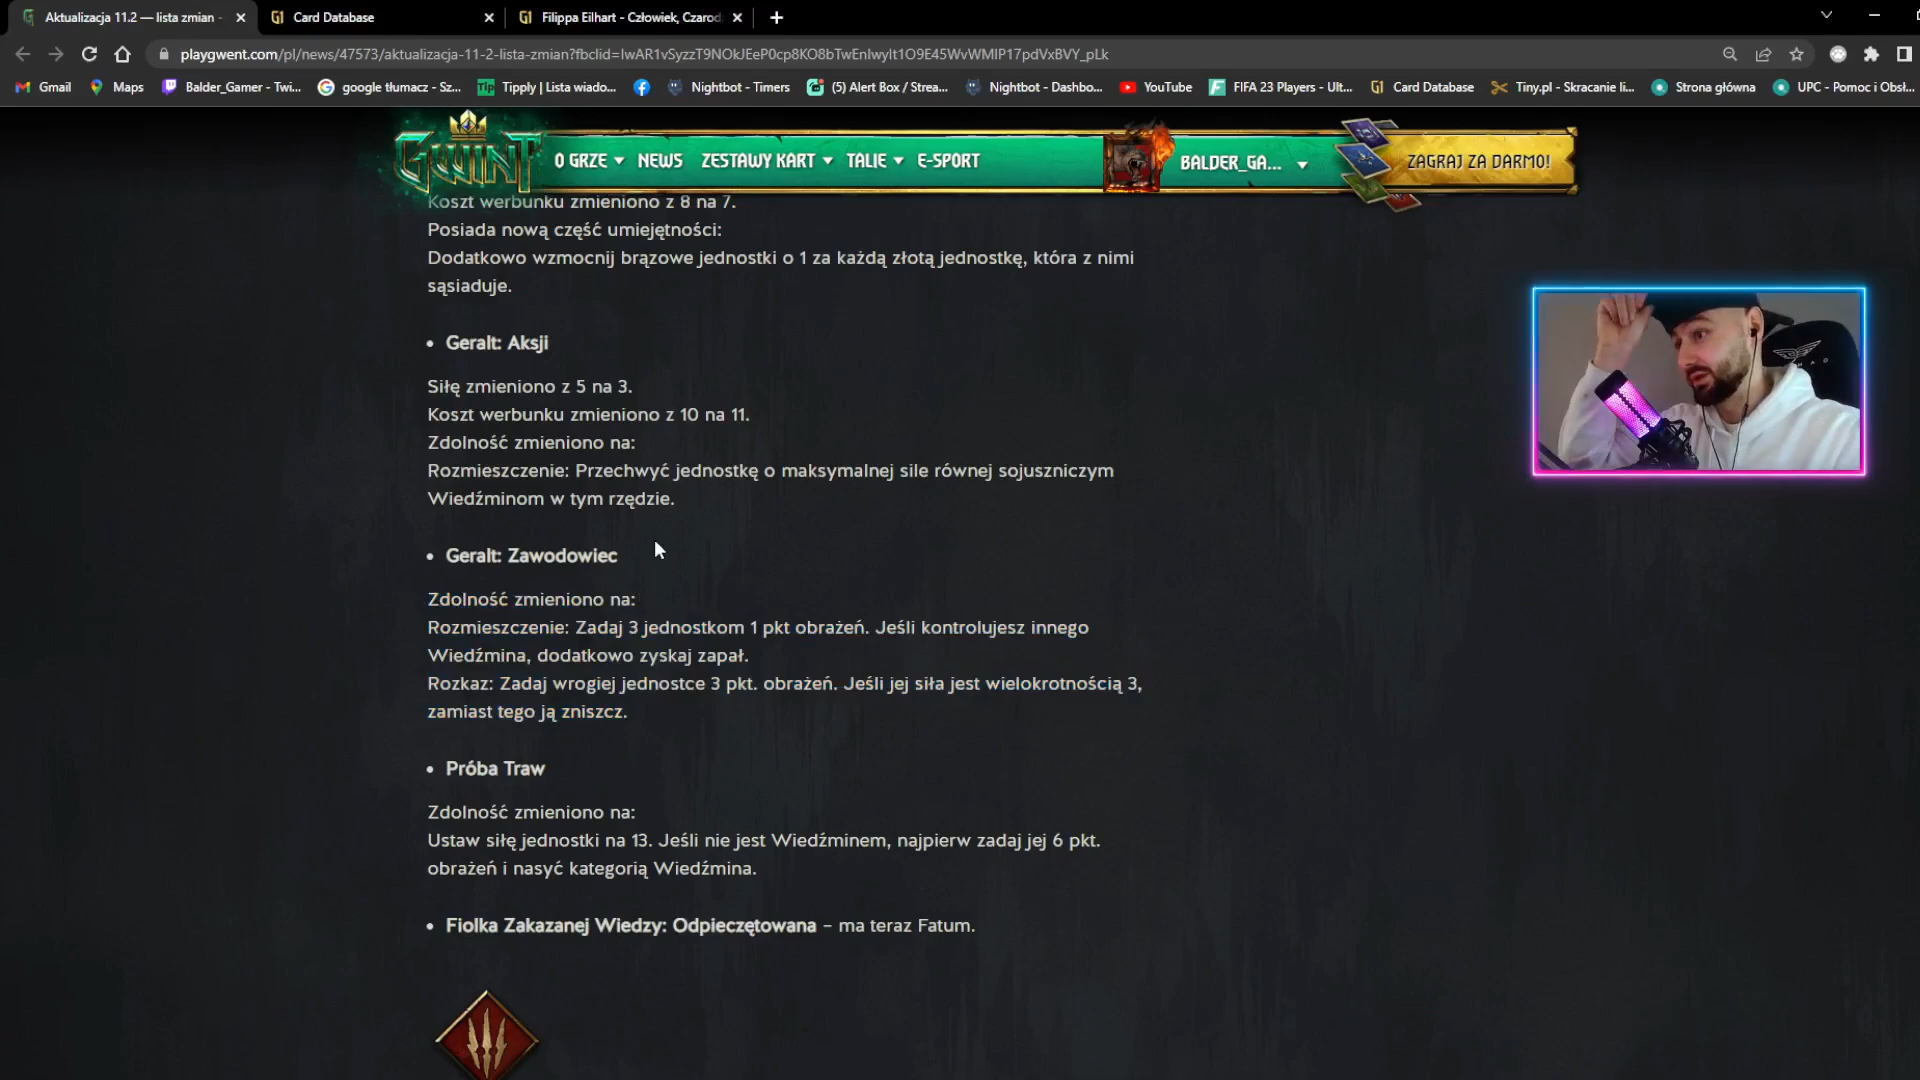 Aktualizacja 11.2 — lista zmian -
Card Database
Filippa Eilhart - Człowiek, Czarod
playgwent.com/pl/news/47573/aktualizacja-11-2-lista-zmian?fbclid=IwAR1vSyzzT9NOkJEeP0cp8KO8bTwEnIwyIt1O9E45WvWMIP17pdVxBVY_pLk
Gmail
Maps
Balder_Gamer - Twi...
google tłumacz - Sz...
Tipply | Lista wiado...
Nightbot - Timers
(5) Alert Box / Strea...
Nightbot - Dashbo...
YouTube
FIFA 23 Players - Ult...
Card Database
Tiny.pl - Skracanie li...
Strona główna
UPC - Pomoc i Obsł...
GWINT
O GRZE
NEWS
ZESTAWY KART
TALIE
E-SPORT
BALDER_GA...
ZAGRAJ ZA DARMO!
Koszt werbunku zmieniono z 8 na 7.
Posiada nową część umiejętności:
Dodatkowo wzmocnij brązowe jednostki o 1 za każdą złotą jednostkę, która z nimi
sąsiaduje.
• Geralt: Aksji
Siłę zmieniono z 5 na 3.
Koszt werbunku zmieniono z 10 na 11.
Zdolność zmieniono na:
Rozmieszczenie: Przechwyć jednostkę o maksymalnej sile równej sojuszniczym
Wiedźminom w tym rzędzie.
• Geralt: Zawodowiec
Zdolność zmieniono na:
Rozmieszczenie: Zadaj 3 jednostkom 1 pkt obrażeń. Jeśli kontrolujesz innego
Wiedźmina, dodatkowo zyskaj zapał.
Rozkaz: Zadaj wrogiej jednostce 3 pkt. obrażeń. Jeśli jej siła jest wielokrotnością 3,
zamiast tego ją zniszcz.
• Próba Traw
Zdolność zmieniono na:
Ustaw siłę jednostki na 13. Jeśli nie jest Wiedźminem, najpierw zadaj jej 6 pkt.
obrażeń i nasyć kategorią Wiedźmina.
• Fiolka Zakazanej Wiedzy: Odpieczętowana – ma teraz Fatum.